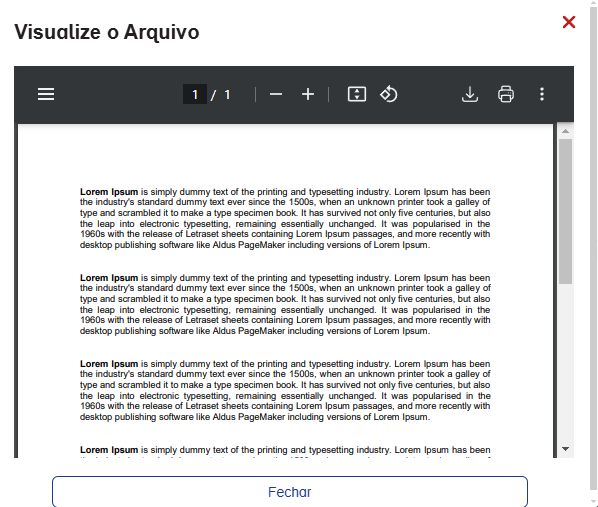 Visualize o Arquivo
1 / 1
Lorem Ipsum is simply dummy text of the printing and typesetting industry. Lorem Ipsum has been
the industry's standard dummy text ever since the 1500s, when an unknown printer took a galley of
type and scrambled it to make a type specimen book. It has survived not only five centuries, but also
the leap into electronic typesetting, remaining essentially unchanged. It was popularised in the
1960s with the release of Letraset sheets containing Lorem Ipsum passages, and more recently with
desktop publishing software like Aldus PageMaker including versions of Lorem Ipsum.
Lorem Ipsum is simply dummy text of the printing and typesetting industry. Lorem Ipsum has been
the industry's standard dummy text ever since the 1500s, when an unknown printer took a galley of
type and scrambled it to make a type specimen book. It has survived not only five centuries, but also
the leap into electronic typesetting, remaining essentially unchanged. It was popularised in the
1960s with the release of Letraset sheets containing Lorem Ipsum passages, and more recently with
desktop publishing software like Aldus PageMaker including versions of Lorem Ipsum.
Lorem Ipsum is simply dummy text of the printing and typesetting industry. Lorem Ipsum has been
the industry's standard dummy text ever since the 1500s, when an unknown printer took a galley of
type and scrambled it to make a type specimen book. It has survived not only five centuries, but also
the leap into electronic typesetting, remaining essentially unchanged. It was popularised in the
1960s with the release of Letraset sheets containing Lorem Ipsum passages, and more recently with
desktop publishing software like Aldus PageMaker including versions of Lorem Ipsum.
Lorem Ipsum is simply dummy text of the printing and typesetting industry. Lorem Ipsum has been
Fechar